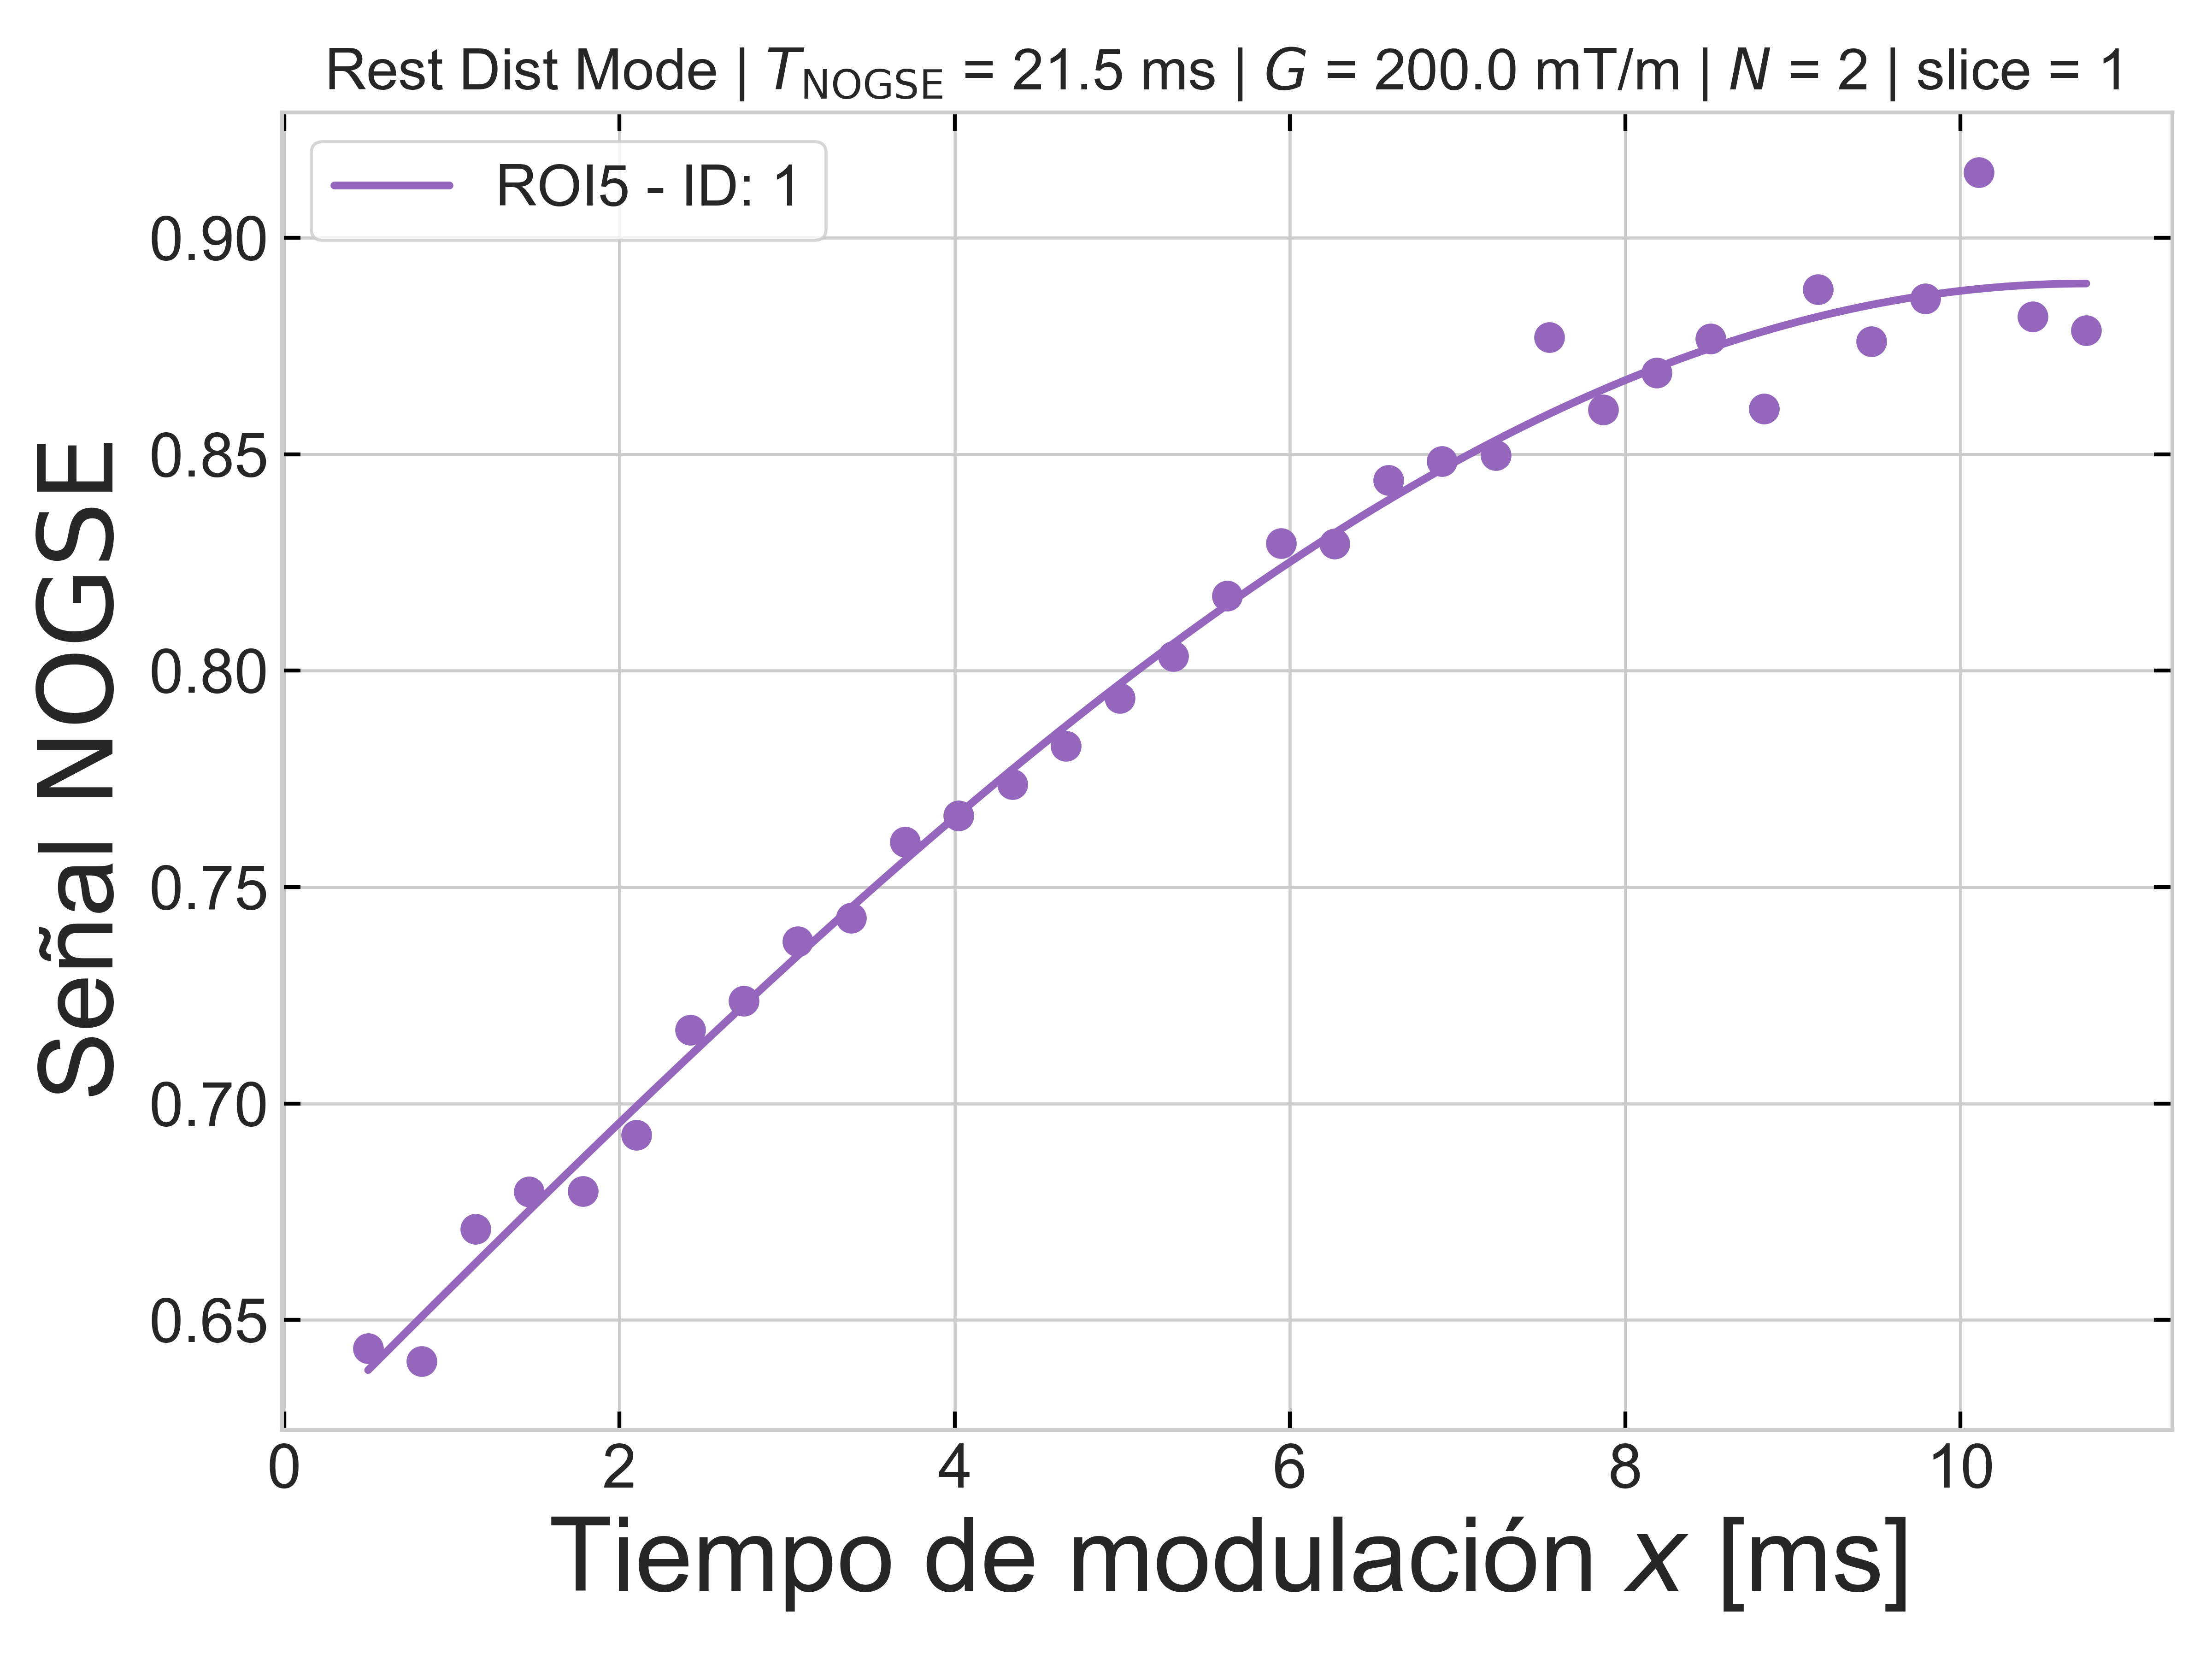 Rest Dist Mode | T_NOGSE = 21.5 ms | G = 200.0 mT/m | N = 2 | slice = 1
ROI5 - ID: 1
Señal NOGSE
0.90
0.85
0.80
0.75
0.70
0.65
0 2 4 6 8 10
Tiempo de modulación x [ms]